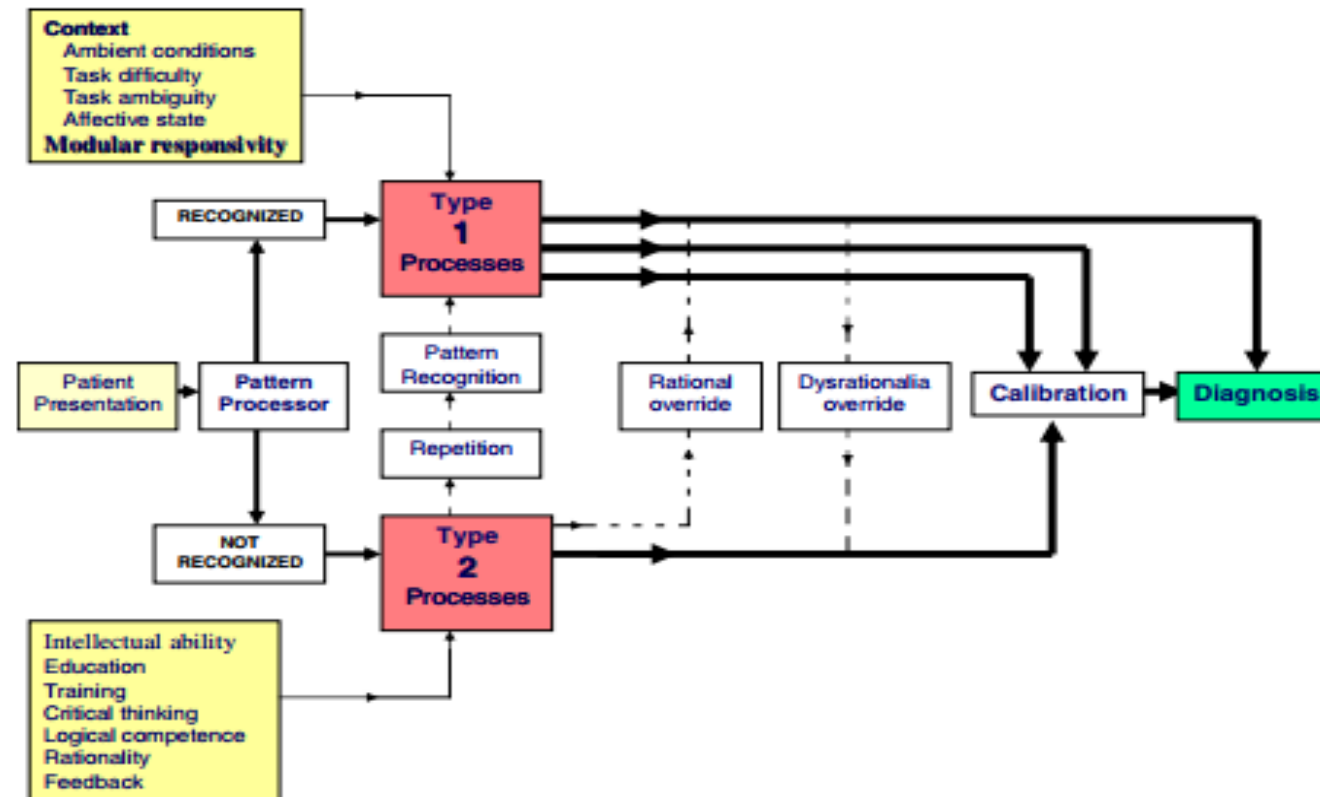 Context
Ambient conditions
Task difficulty
Task ambiguity
Affective state
Modular responsivity
RECOGNIZED
Type
1
Processes
Patient
Presentation
Pattern
Processor
Pattern
Recognition
Repetition
Rational
override
Dysrationalia
override
Calibration
Diagnosis
NOT
RECOGNIZED
Type
2
Processes
Intellectual ability
Education
Training
Critical thinking
Logical competence
Rationality
Feedback